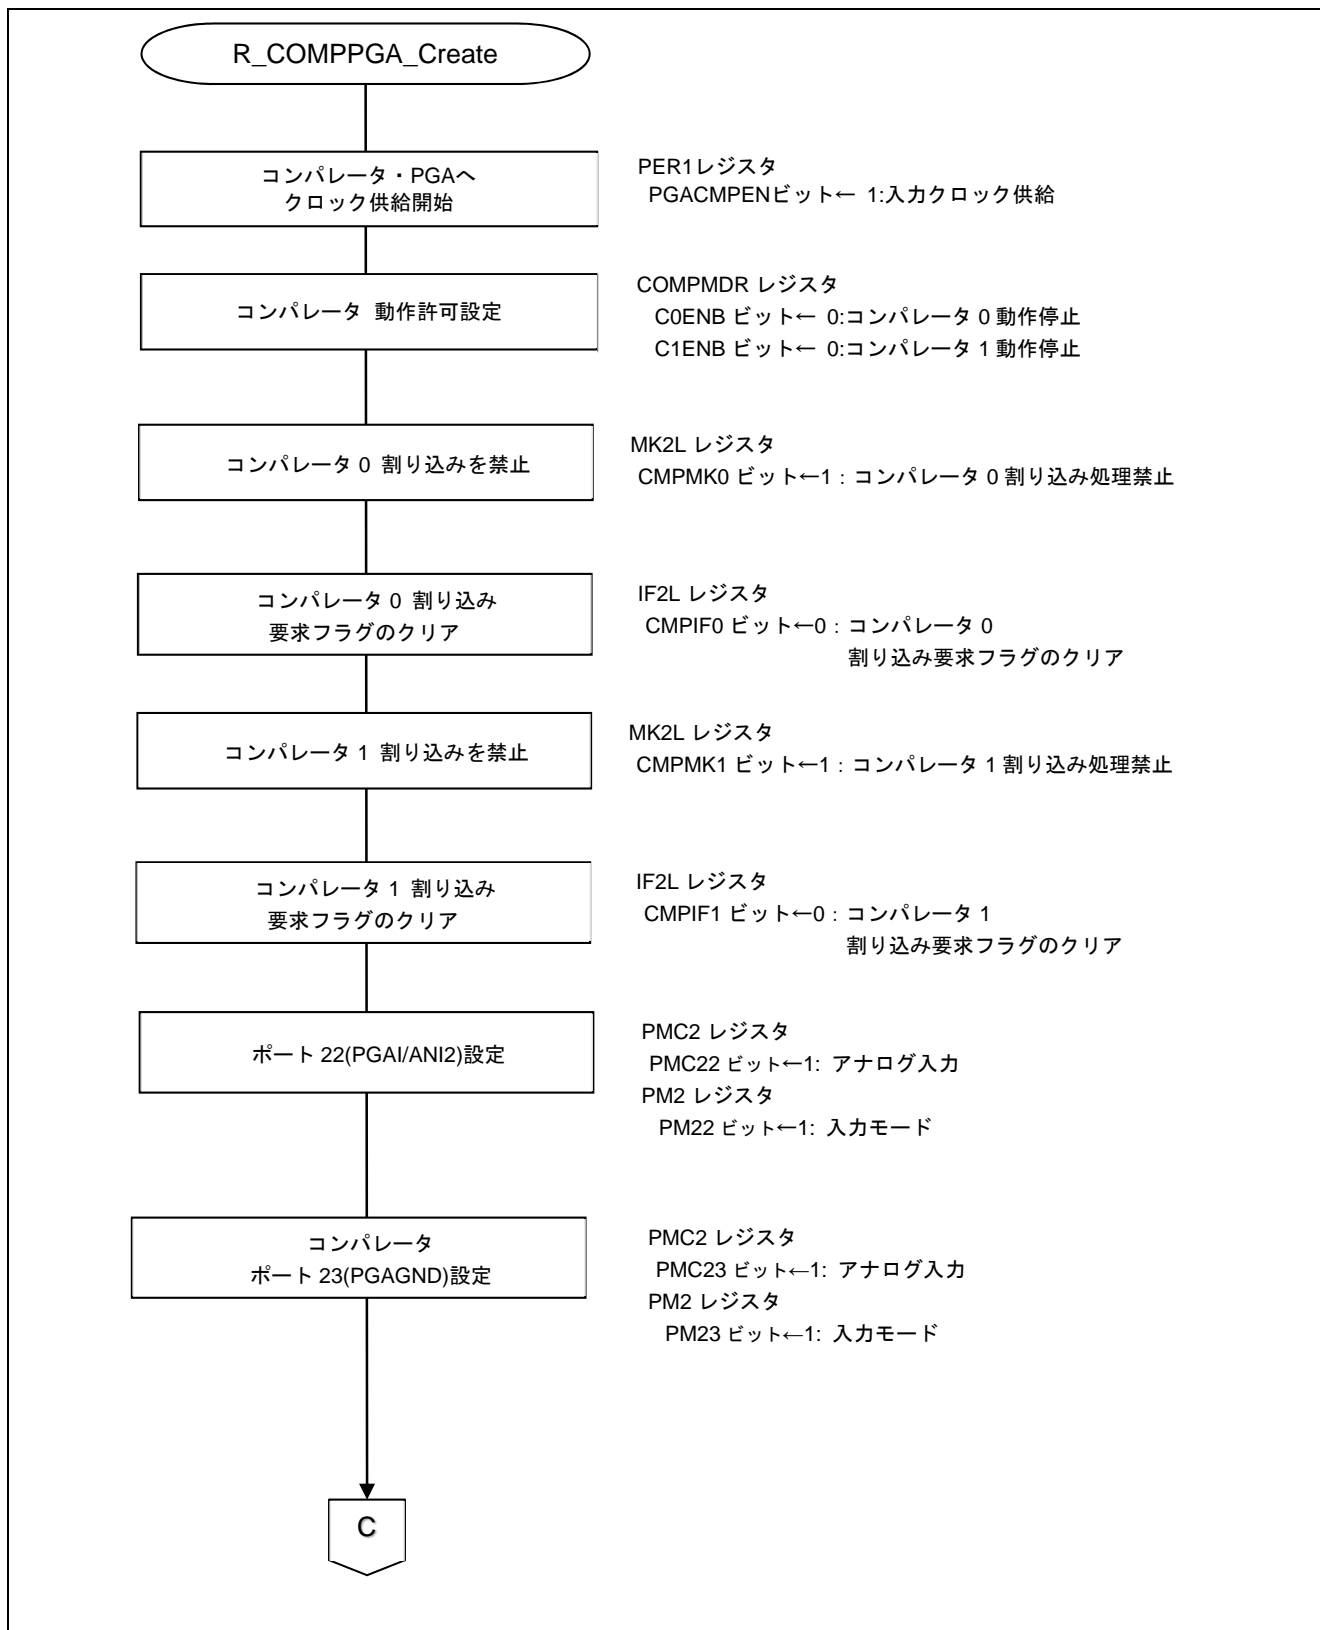 R_COMPPGA_Create
コンパレータ・PGAへ
クロック供給開始
PER1レジスタ
PGACMPENビット← 1:入力クロック供給
コンパレータ 動作許可設定
COMPMDR レジスタ
C0ENB ビット← 0:コンパレータ 0 動作停止
C1ENB ビット← 0:コンパレータ 1 動作停止
コンパレータ 0 割り込みを禁止
MK2L レジスタ
CMPMK0 ビット←1：コンパレータ 0 割り込み処理禁止
コンパレータ 0 割り込み
要求フラグのクリア
IF2L レジスタ
CMPIF0 ビット←0：コンパレータ 0
割り込み要求フラグのクリア
コンパレータ 1 割り込みを禁止
MK2L レジスタ
CMPMK1 ビット←1：コンパレータ 1 割り込み処理禁止
コンパレータ 1 割り込み
要求フラグのクリア
IF2L レジスタ
CMPIF1 ビット←0：コンパレータ 1
割り込み要求フラグのクリア
ポート 22(PGAI/ANI2)設定
PMC2 レジスタ
PMC22 ビット←1: アナログ入力
PM2 レジスタ
PM22 ビット←1: 入力モード
コンパレータ
ポート 23(PGAGND)設定
PMC2 レジスタ
PMC23 ビット←1: アナログ入力
PM2 レジスタ
PM23 ビット←1: 入力モード
C